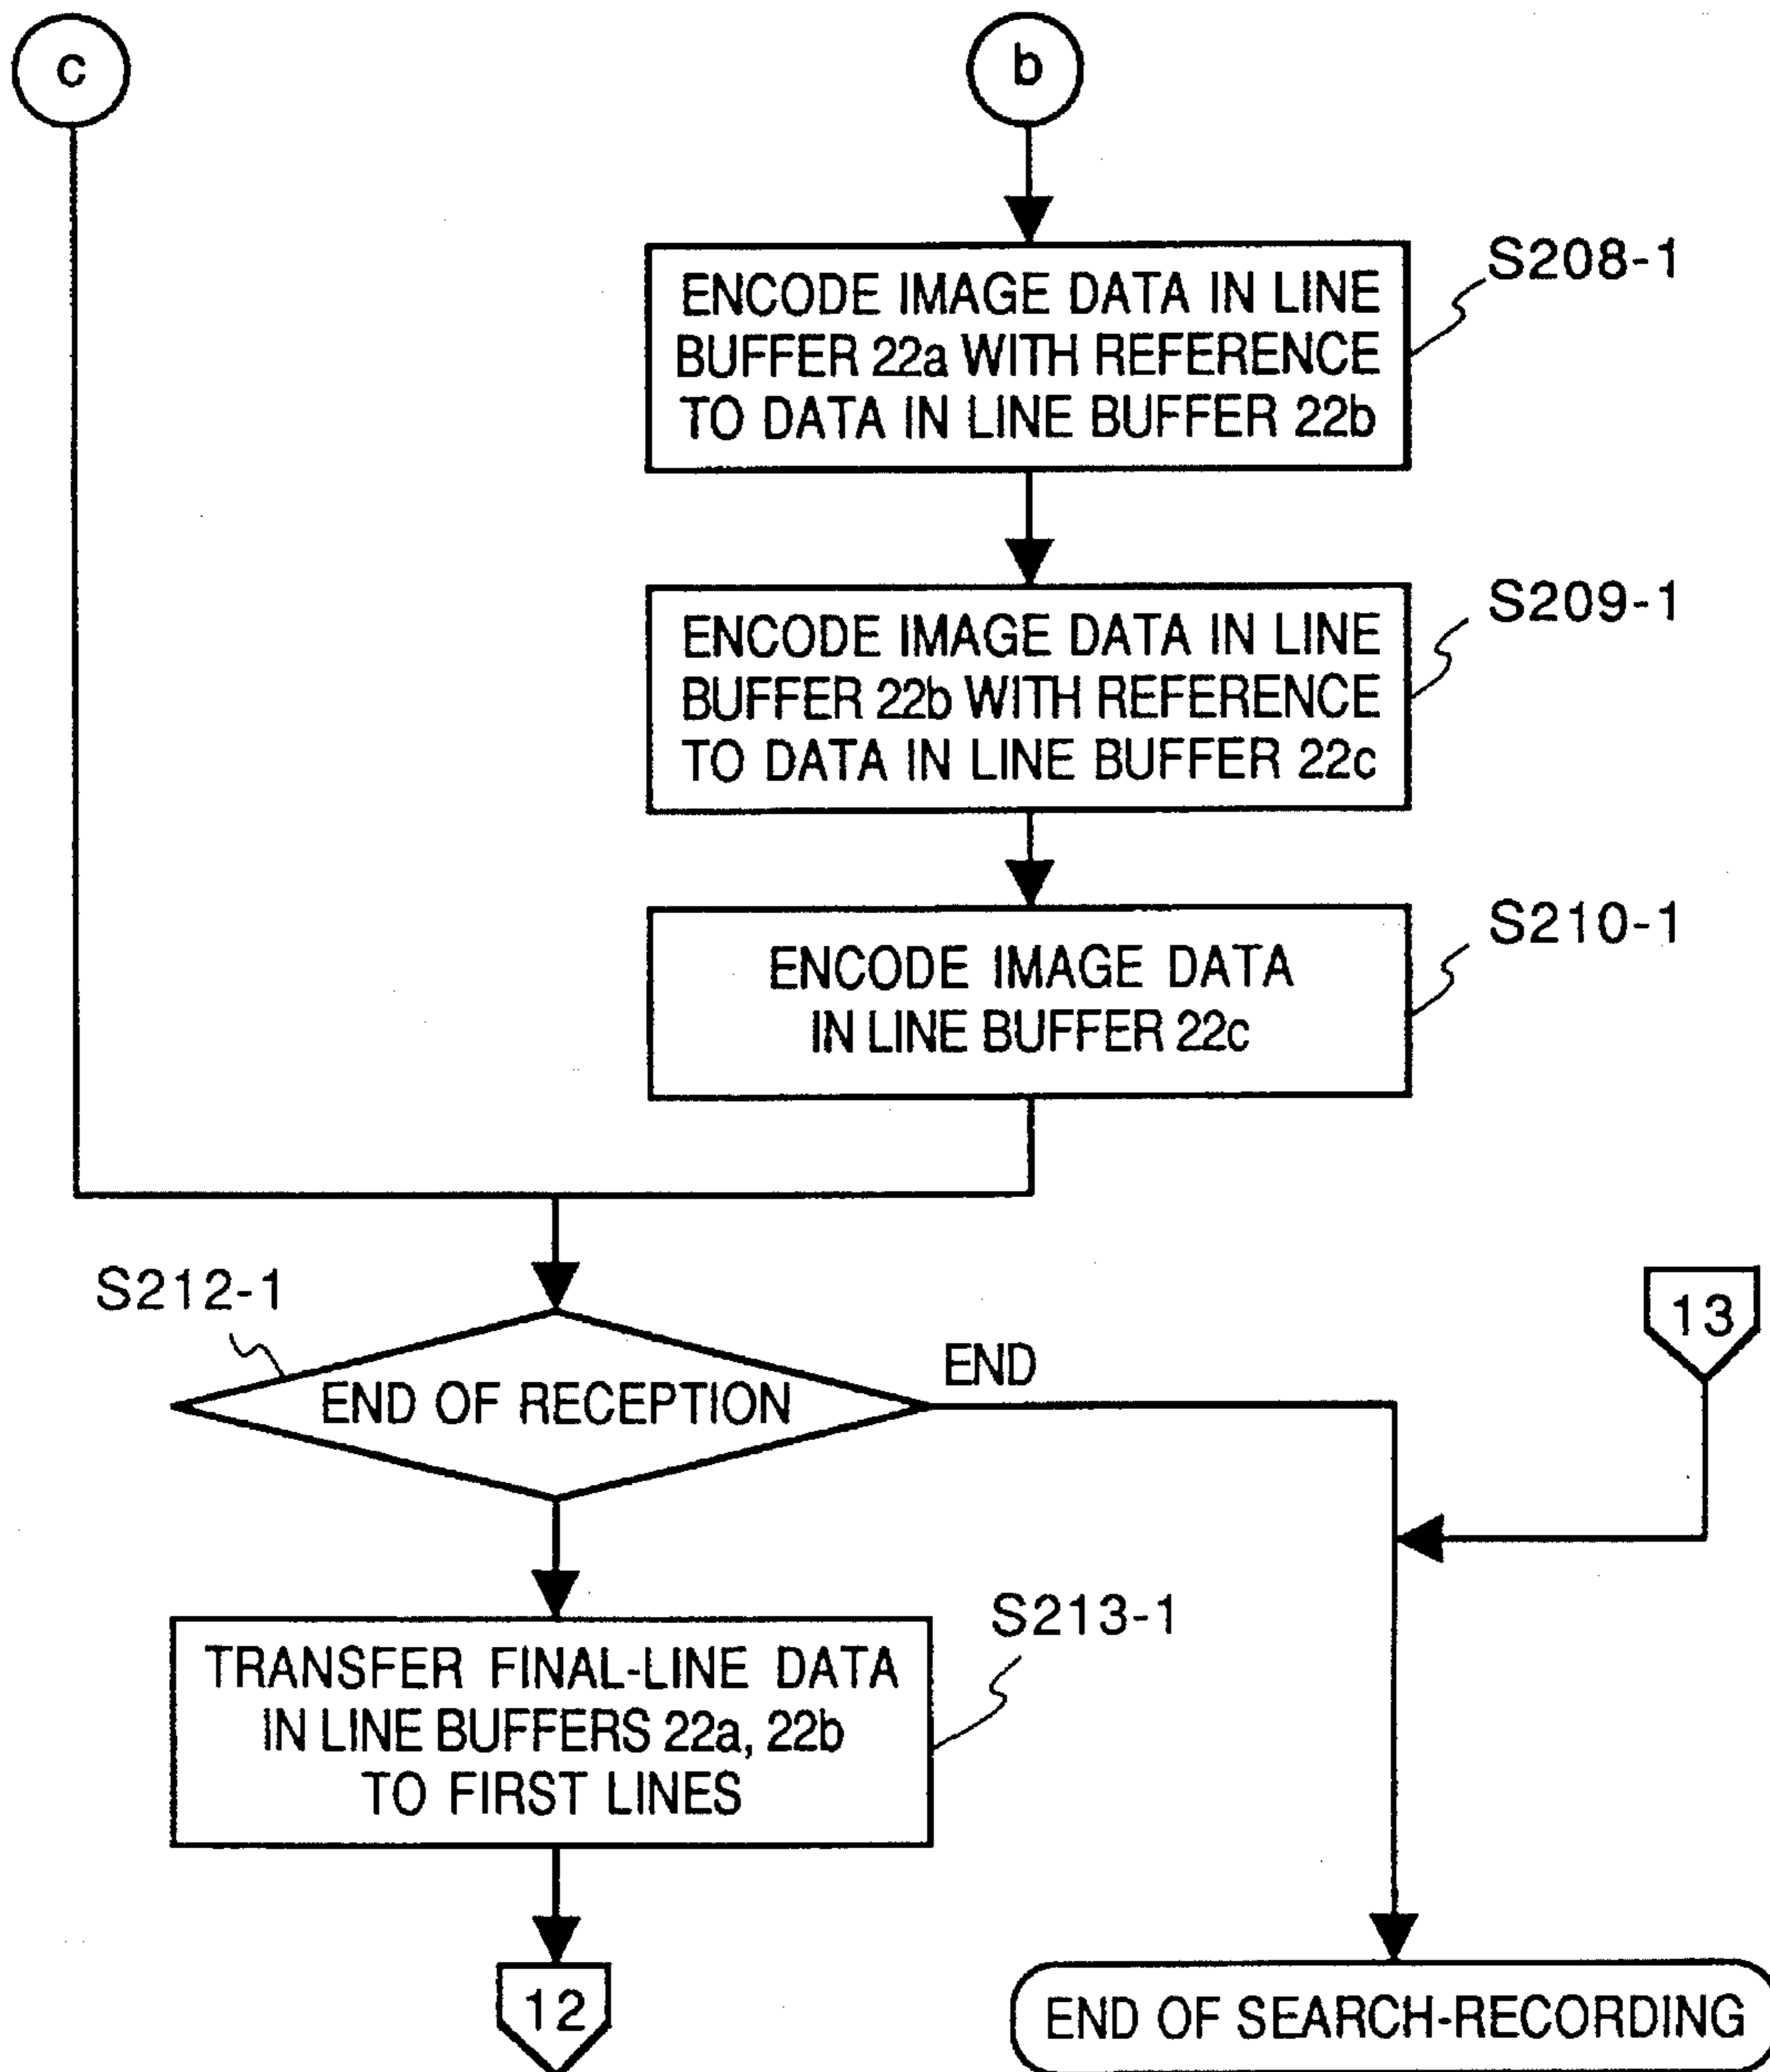 c
b
S208-1
ENCODE IMAGE DATA IN LINE
BUFFER 22a WITH REFERENCE
TO DATA IN LINE BUFFER 22b
S209-1
ENCODE IMAGE DATA IN LINE
BUFFER 22b WITH REFERENCE
TO DATA IN LINE BUFFER 22c
S210-1
ENCODE IMAGE DATA
IN LINE BUFFER 22c
S212-1
END OF RECEPTION
END
13
S213-1
TRANSFER FINAL-LINE DATA
IN LINE BUFFERS 22a, 22b
TO FIRST LINES
12
END OF SEARCH-RECORDING